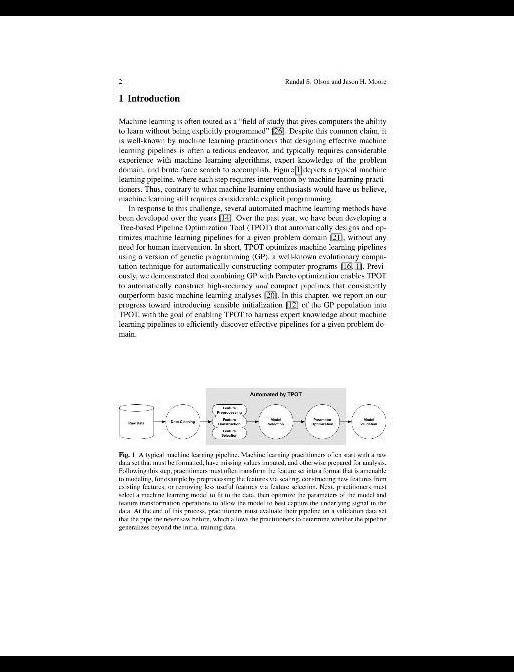 2
Randal S. Olson and Jason H. Moore
1 Introduction
Machine learning is often touted as a "field of study that gives computers the ability
to learn without being explicitly programmed" [26]. Despite this common claim, it
is well-known by machine learning practitioners that designing effective machine
learning pipelines is often a tedious endeavor, and typically requires considerable
experience with machine learning algorithms, expert knowledge of the problem
domain, and brute force search to accomplish. Figure 1 depicts a typical machine
learning pipeline, where each step requires intervention by machine learning practi-
tioners. Thus, contrary to what machine learning enthusiasts would have us believe,
machine learning still requires considerable explicit programming.
In response to this challenge, several automated machine learning methods have
been developed over the years [14]. Over the past year, we have been developing a
Tree-based Pipeline Optimization Tool (TPOT) that automatically designs and op-
timizes machine learning pipelines for a given problem domain [21], without any
need for human intervention. In short, TPOT optimizes machine learning pipelines
using a version of genetic programming (GP), a well-known evolutionary compu-
tation technique for automatically constructing computer programs [16, 1]. Previ-
ously, we demonstrated that combining GP with Pareto optimization enables TPOT
to automatically construct high-accuracy and compact pipelines that consistently
outperform basic machine learning analyses [20]. In this chapter, we report on our
progress toward introducing sensible initialization [12] of the GP population into
TPOT, with the goal of enabling TPOT to harness expert knowledge about machine
learning pipelines to efficiently discover effective pipelines for a given problem do-
main.
Automated by TPOT
Raw Data
Data Cleaning
Feature
Preprocessing
Feature
Construction
Feature
Selection
Model
Selection
Parameter
Optimization
Model
Validation
Fig. 1 A typical machine learning pipeline. Machine learning practitioners often start with a raw
data set that must be formatted, have missing values imputed, and otherwise prepared for analysis.
Following this step, practitioners must often transform the feature set into a format that is amenable
to modeling, for example by preprocessing the features via scaling, constructing new features from
existing features, or removing less useful features via feature selection. Next, practitioners must
select a machine learning model to fit to the data, then optimize the parameters of the model and
feature transformation operations to allow the model to best capture the underlying signal in the
data. At the end of this process, practitioners must evaluate their pipeline on a validation data set
that the pipeline never saw before, which allows the practitioners to determine whether the pipeline
generalizes beyond the initial training data.